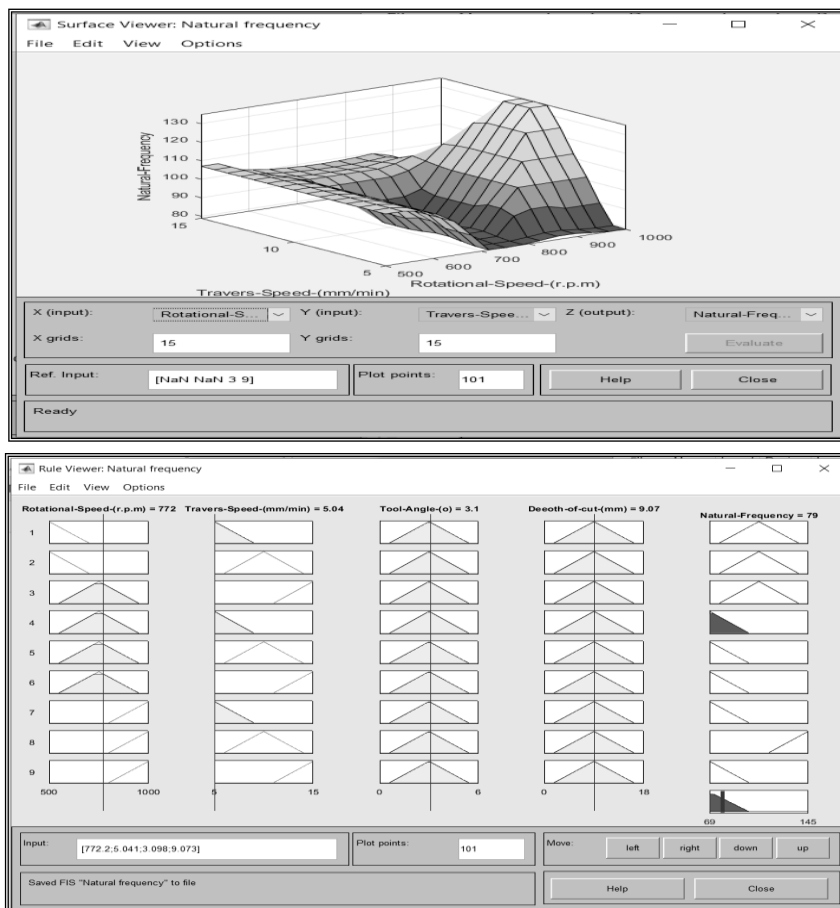 Surface Viewer: Natural frequency
File Edit View Options
130
120
110
100
90
80
Natural-Frequency
15
10
5
500
600
700
800
900
1000
Travers-Speed-(mm/min)
Rotational-Speed-(r.p.m)
X (input): Rotational-S... Y (input): Travers-Spee... Z (output): Natural-Freq...
X grids: 15 Y grids: 15 Evaluate
Ref. Input: [NaN NaN 3 9] Plot points: 101 Help Close
Ready
Rule Viewer: Natural frequency
File Edit View Options
Rotational-Speed-(r.p.m) = 772 Travers-Speed-(mm/min) = 5.04 Tool-Angle-(o) = 3.1 Deeoth-of-cut-(mm) = 9.07 Natural-Frequency = 79
1
2
3
4
5
6
7
8
9
500 1000 5 15 0 6 0 18
69 145
Input: [772.2;5.041;3.098;9.073] Plot points: 101 Move: left right down up
Saved FIS "Natural frequency" to file Help Close